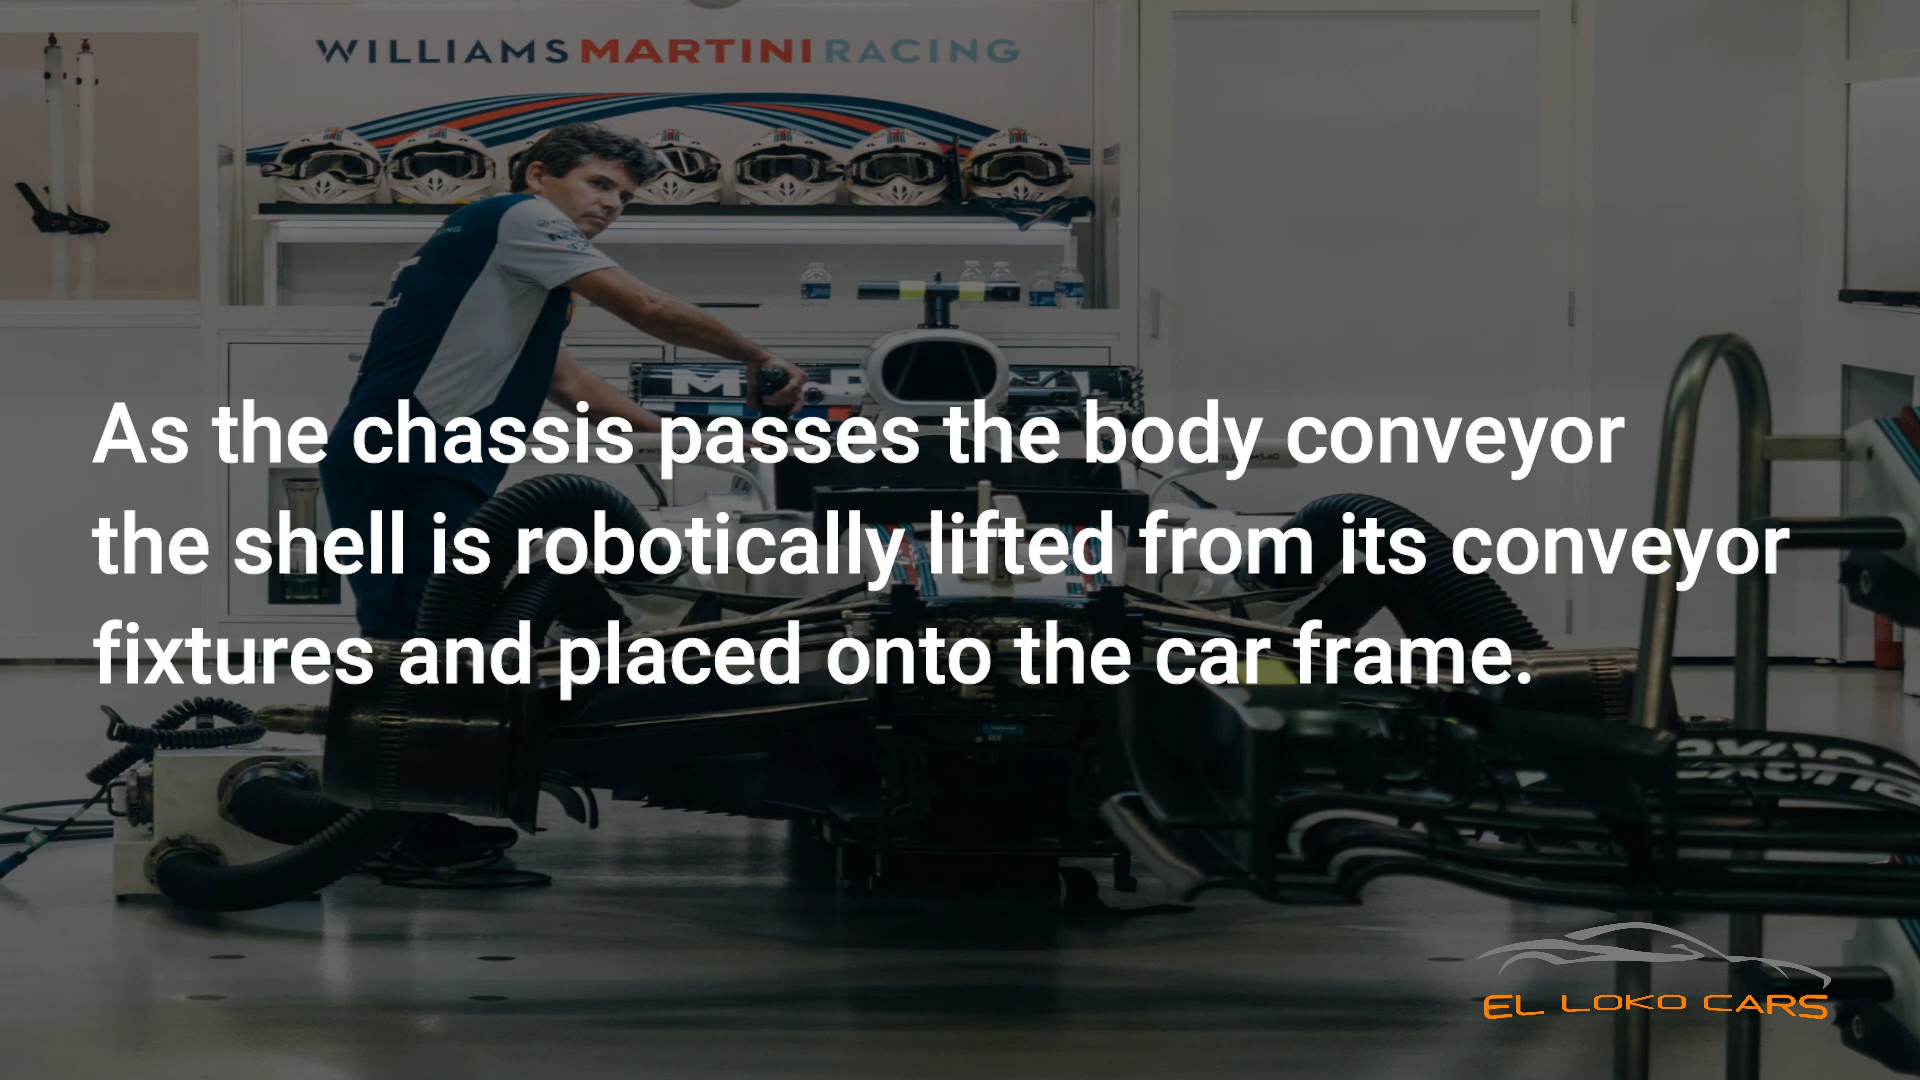 WILLIAMS MARTINI RACING
As the chassis passes the body conveyor
the shell is robotically lifted from its conveyor
fixtures and placed onto the car frame.
EL LOKO CARS